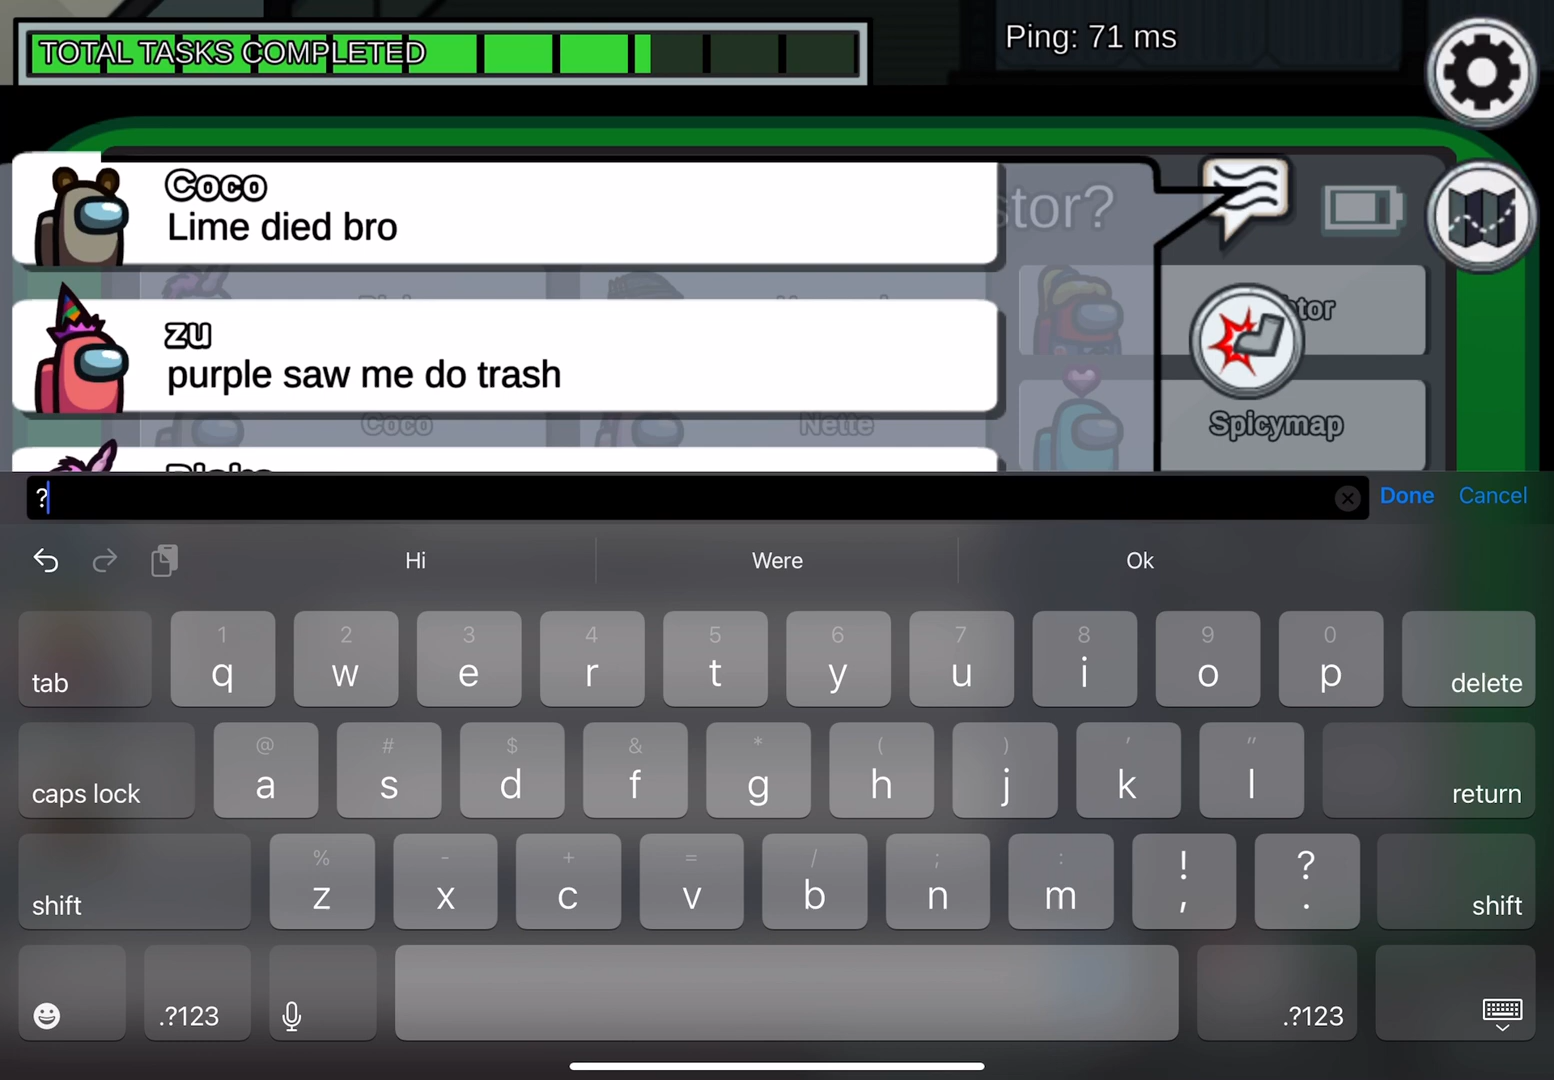 TOTAL TASKS COMPLETED
Ping: 71 ms
stor?
Coco
Lime died bro
zu
purple saw me do trash
tor
Coco
Nette
Spicymap
?
Done
Cancel
Hi
Were
Ok
1 2 3 4 5 6 7 8 9 0
tab q w e r t y u i o p delete
@ # $ & * ( ) ' "
caps lock a s d f g h j k l return
% - + = / ; : ! ?
shift z x c v b n m , . shift
.?123
.?123